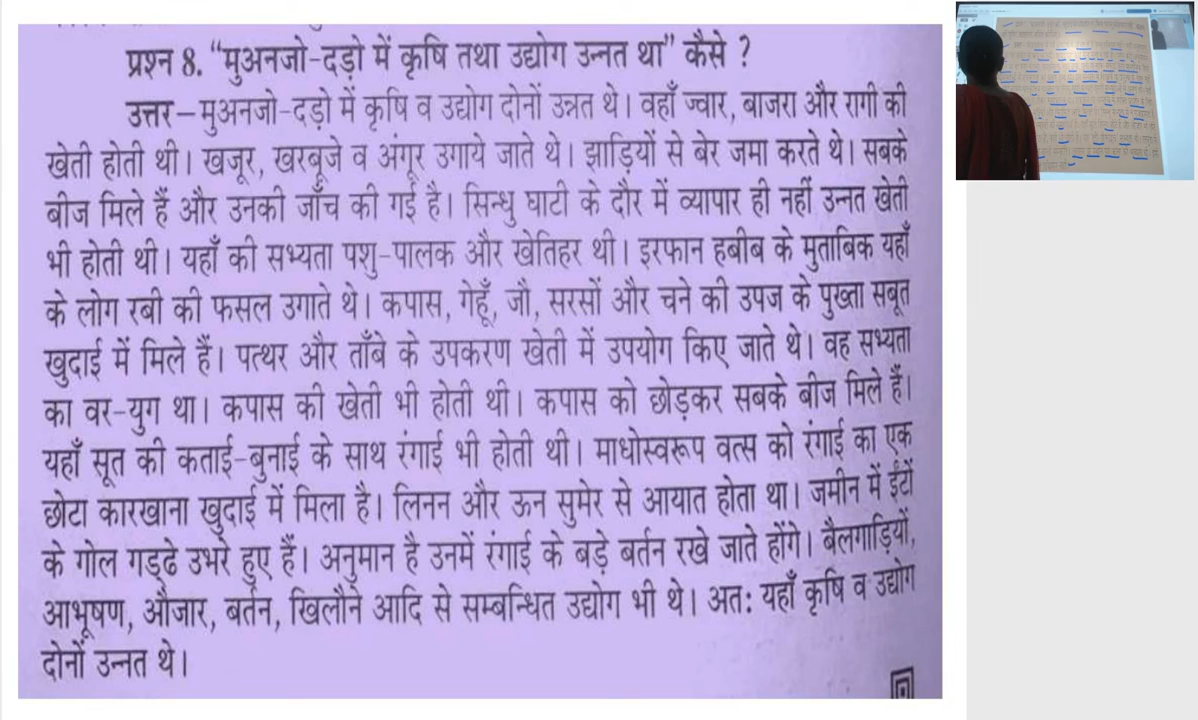 प्रश्न 8. “मुअनजो-दड़ो में कृषि तथा उद्योग उन्नत था” कैसे ?
उत्तर–मुअनजो-दड़ो में कृषि व उद्योग दोनों उन्नत थे। वहाँ ज्वार, बाजरा और रागी की
खेती होती थी। खजूर, खरबूजे व अंगूर उगाये जाते थे। झाड़ियों से बेर जमा करते थे। सबके
बीज मिले हैं और उनकी जाँच की गई है। सिन्धु घाटी के दौर में व्यापार ही नहीं उन्नत खेती
भी होती थी। यहाँ की सभ्यता पशु-पालक और खेतिहर थी। इरफान हबीब के मुताबिक यहाँ
के लोग रबी की फसल उगाते थे। कपास, गेहूँ, जौ, सरसों और चने की उपज के पुख्ता सबूत
खुदाई में मिले हैं। पत्थर और ताँबे के उपकरण खेती में उपयोग किए जाते थे। वह सभ्यता
का वर-युग था। कपास की खेती भी होती थी। कपास को छोड़कर सबके बीज मिले हैं।
यहाँ सूत की कताई-बुनाई के साथ रंगाई भी होती थी। माधोस्वरूप वत्स को रंगाई का एक
छोटा कारखाना खुदाई में मिला है। लिनन और ऊन सुमेर से आयात होता था। जमीन में ईंटों
के गोल गड्ढे उभरे हुए हैं। अनुमान है उनमें रंगाई के बड़े बर्तन रखे जाते होंगे। बैलगाड़ियों,
आभूषण, औजार, बर्तन, खिलौने आदि से सम्बन्धित उद्योग भी थे। अतः यहाँ कृषि व उद्योग
दोनों उन्नत थे।